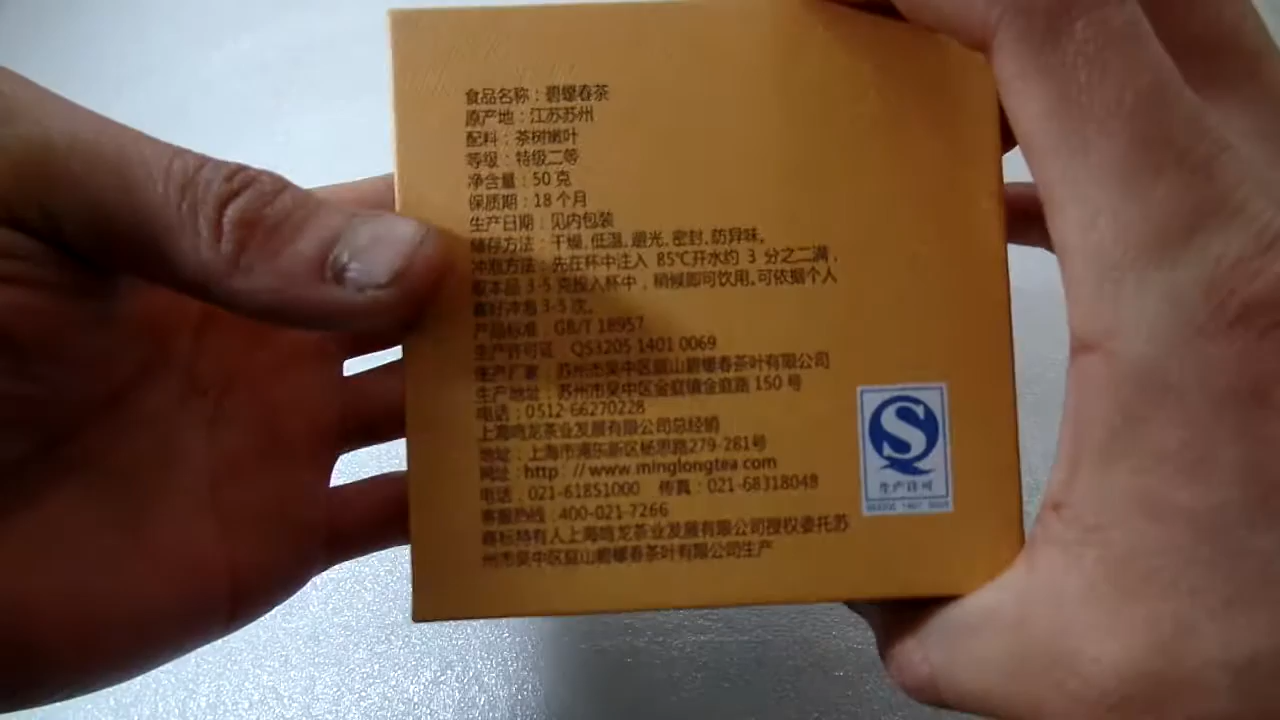 食品名称：碧螺春茶
原产地：江苏苏州
配料：茶树嫩叶
等级：特级二等
净含量：50 克
保质期：18 个月
生产日期：见内包装
储存方法：干燥,低温,避光,密封,防异味。
冲泡方法：先在杯中注入 85℃开水约 3 分之二满，
取本品 3-5 克投入杯中，稍候即可饮用。可依据个人
喜好冲泡 3-5 次。
产品标准：GB/T 18957
生产许可证 QS3205 1401 0069
生产厂家：苏州市吴中区庭山碧螺春茶叶有限公司
生产地址：苏州市吴中区金庭镇金庭路 150 号
电话：0512-66270228
上海鸣龙茶业发展有限公司总经销
地址：上海市浦东新区杨思路279-281号
网址：http：//www.minglongtea.com
电话：021-61851000 传真：021-68318048
客服热线：400-021-7266
商标持有人上海鸣龙茶业发展有限公司授权委托苏
州市吴中区庭山碧螺春茶叶有限公司生产
生产许可